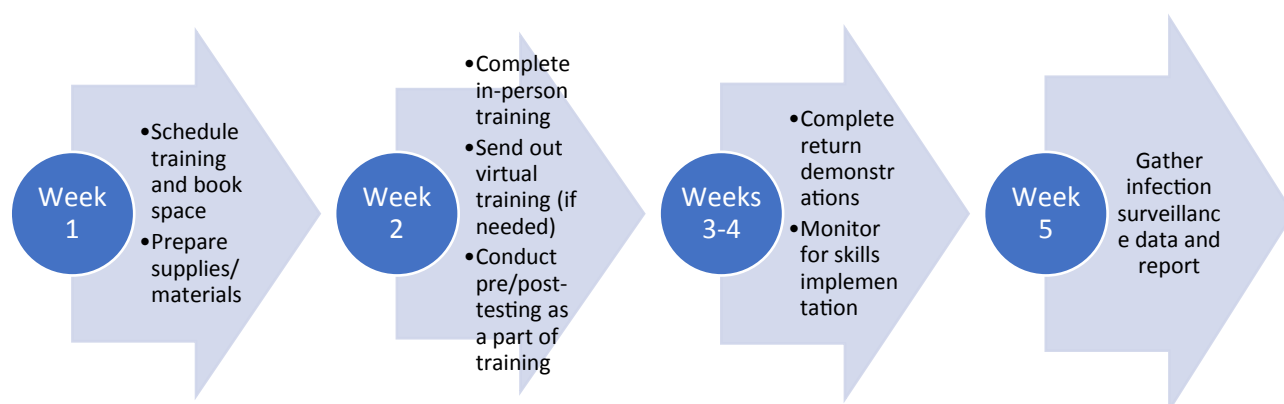 Week
1
•Schedule
training
and book
space
•Prepare
supplies/
materials
Week
2
•Complete
in-person
training
•Send out
virtual
training (if
needed)
•Conduct
pre/post-
testing as
a part of
training
Weeks
3-4
•Complete
return
demonstr
ations
•Monitor
for skills
implemen
tation
Week
5
Gather
infection
surveillanc
e data and
report